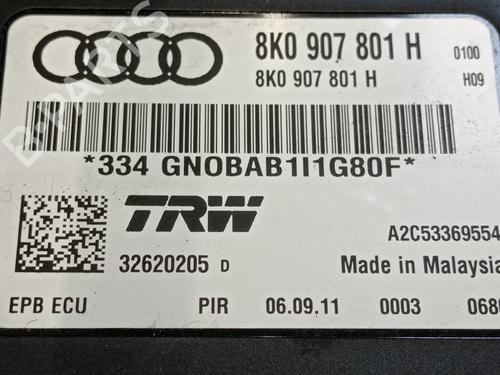 8K0 907 801 H 0100
8K0 907 801 H H09
*334 GNOBAB1I1G80F*
TRW
A2C53369554
32620205 D
Made in Malaysia
EPB ECU PIR 06.09.11 0003
B-PARTS